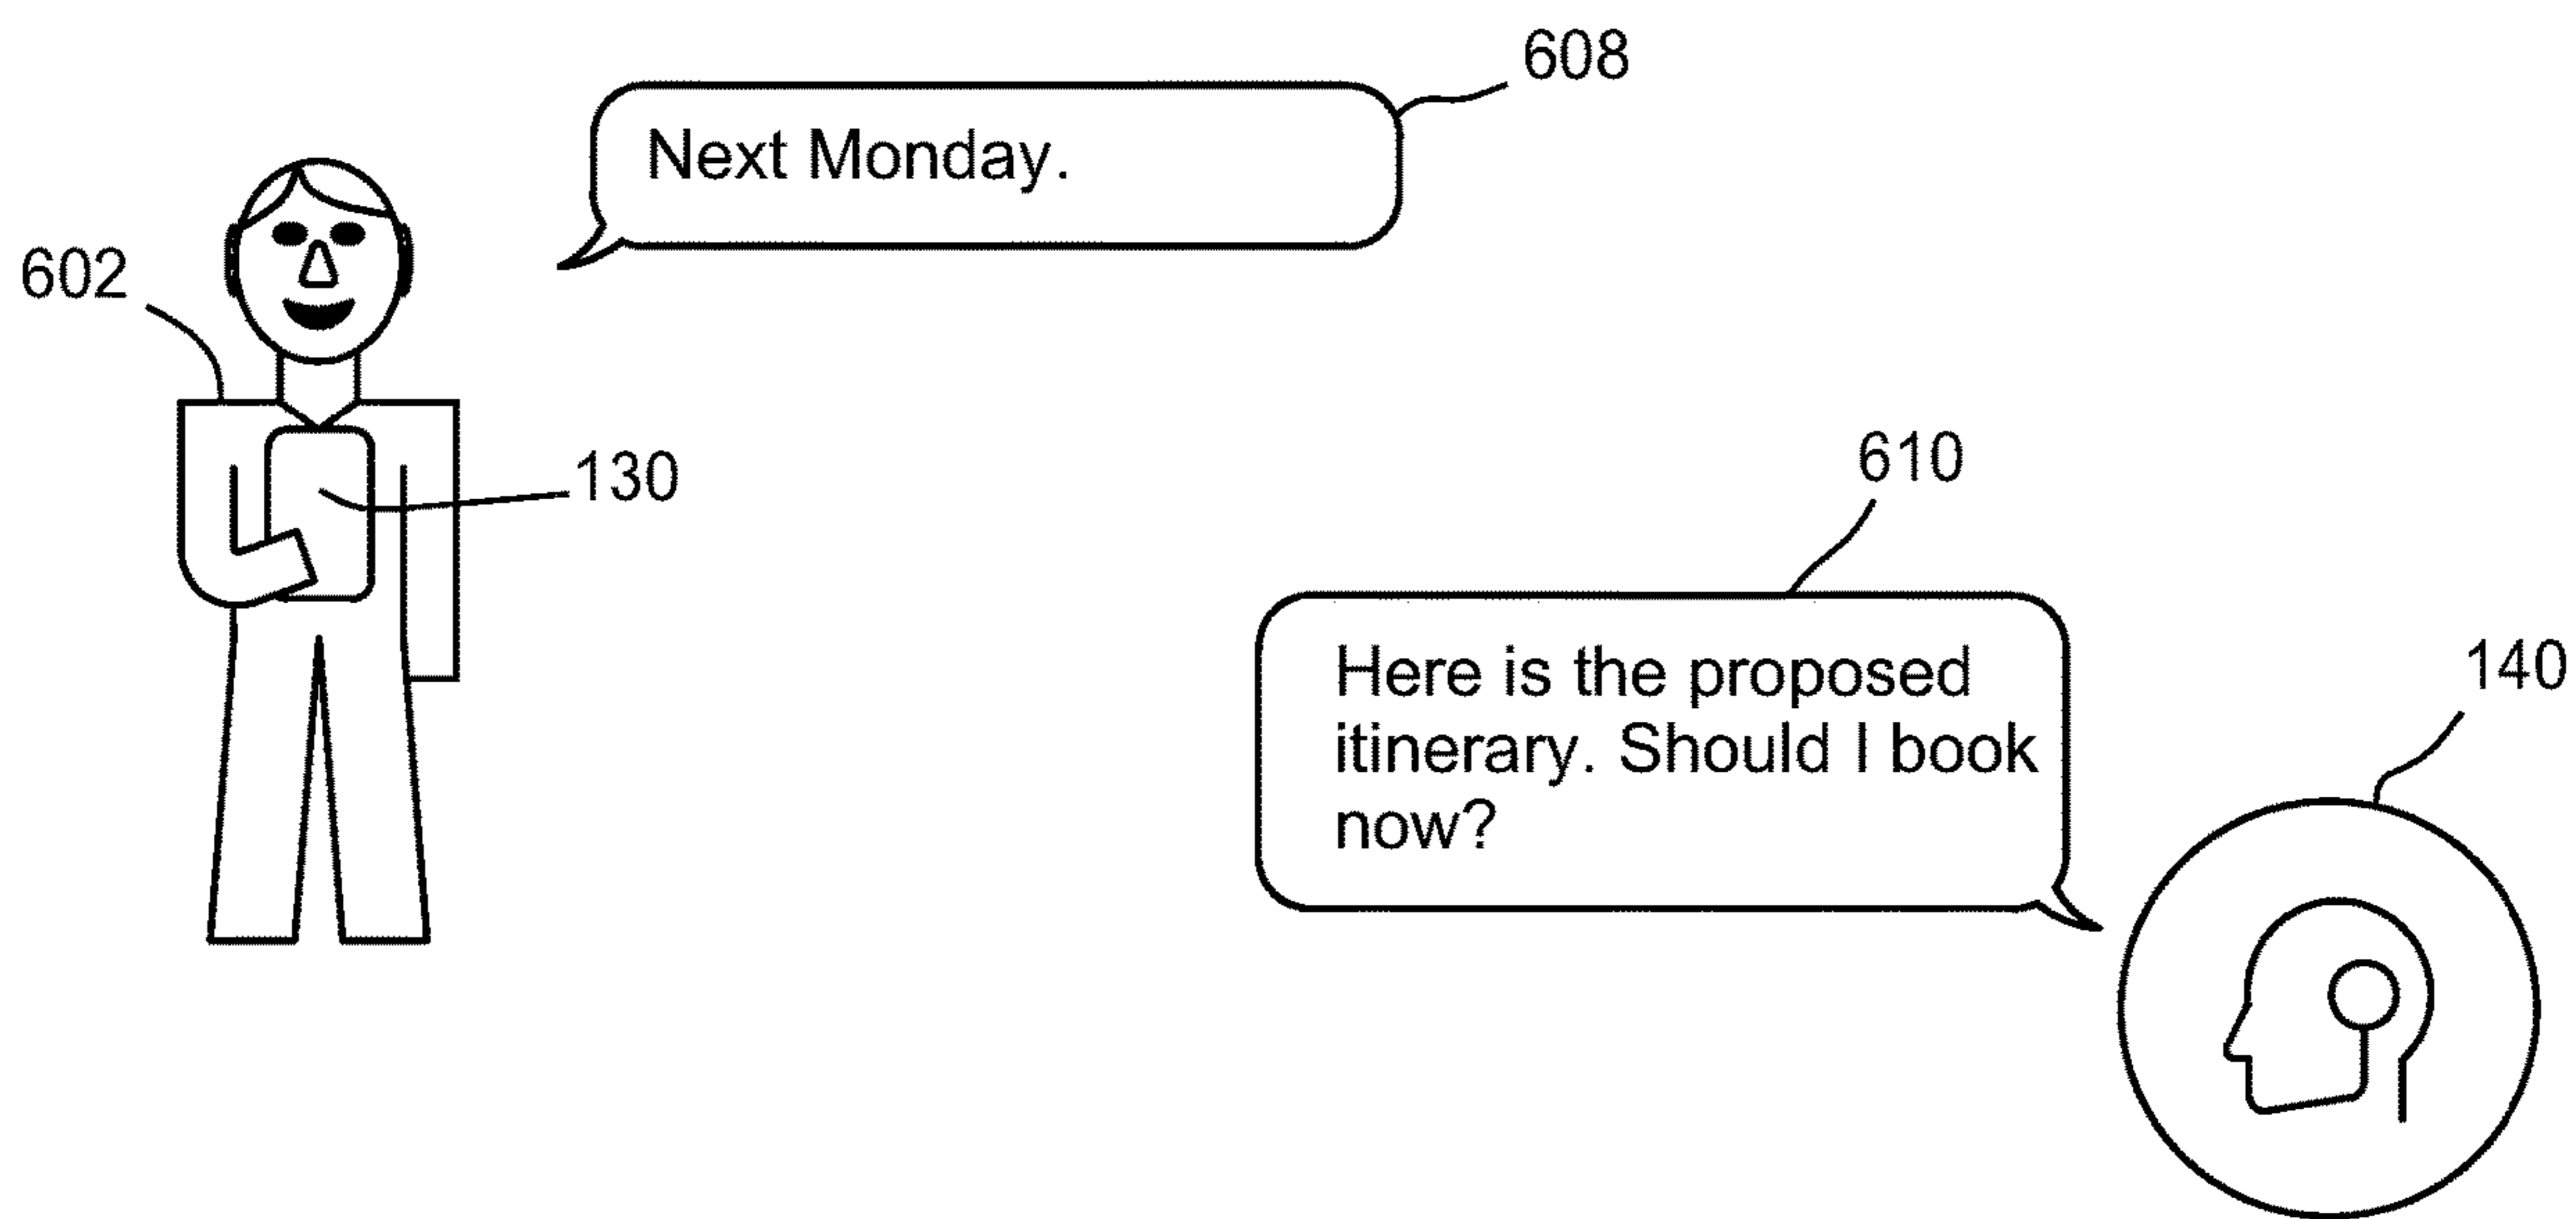 608
Next Monday.
602
130
610
Here is the proposed
itinerary. Should I book
now?
140